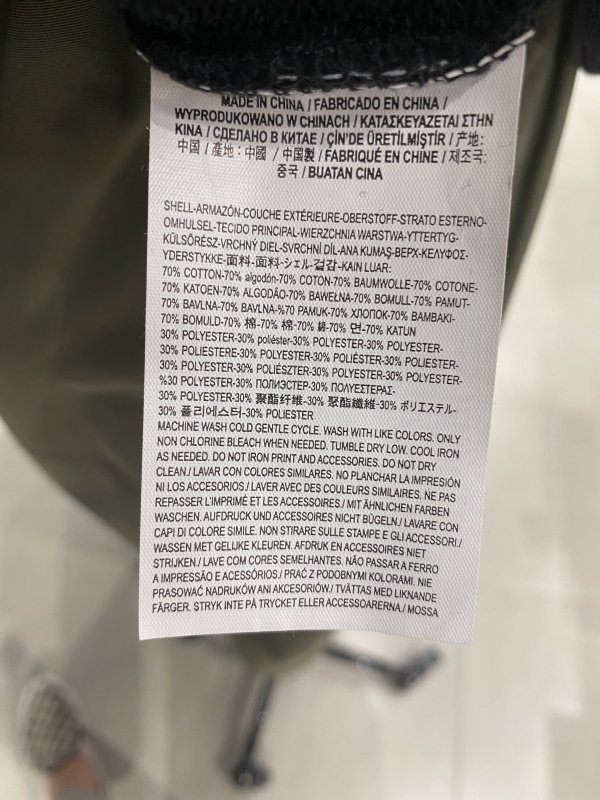 MADE IN CHINA / FABRICADO EN CHINA /
WYPRODUKOWANO W CHINACH / ΚΑΤΑΣΚΕΥΑΖΕΤΑΙ ΣΤΗΝ
ΚΙΝΑ / СДЕЛАНО В КИТАЕ / ÇİN'DE ÜRETİLMİŞTİR / 产地:
中国 / 產地: 中國 / 中国製 / FABRIQUÉ EN CHINE / 제조국:
중국 / BUATAN CINA
SHELL-ARMAZÓN-COUCHE EXTÉRIEURE-OBERSTOFF-STRATO ESTERNO-
OMHULSEL-TECIDO PRINCIPAL-WIERZCHNIA WARSTWA-YTTERTYG-
KÜLSŐRÉSZ-VRCHNÝ DIEL-SVRCHNÍ DÍL-ANA KUMAŞ-ВЕРХ-ΚΕΛΥΦΟΣ-
YDERSTYKKE-面料-面料-シェル-겉감-KAIN LUAR:
70% COTTON-70% algodón-70% COTON-70% BAUMWOLLE-70% COTONE-
70% KATOEN-70% ALGODÃO-70% BAWEŁNA-70% BOMULL-70% PAMUT-
70% BAVLNA-70% BAVLNA-%70 PAMUK-70% ХЛОПОК-70% ΒΑΜΒΑΚΙ-
70% BOMULD-70% 棉-70% 棉-70% 綿-70% 면-70% KATUN
30% POLYESTER-30% poliéster-30% POLYESTER-30% POLYESTER-
30% POLIESTERE-30% POLYESTER-30% POLIÉSTER-30% POLIESTER-
30% POLYESTER-30% POLIÉSZTER-30% POLYESTER-30% POLYESTER-
%30 POLYESTER-30% ПОЛИЭСТЕР-30% ΠΟΛΥΕΣΤΕΡΑΣ-
30% POLYESTER-30% 聚酯纤维-30% 聚酯纖維-30% ポリエステル-
30% 폴리에스터-30% POLIESTER
MACHINE WASH COLD GENTLE CYCLE. WASH WITH LIKE COLORS. ONLY
NON CHLORINE BLEACH WHEN NEEDED. TUMBLE DRY LOW. COOL IRON
AS NEEDED. DO NOT IRON PRINT AND ACCESSORIES. DO NOT DRY
CLEAN./ LAVAR CON COLORES SIMILARES. NO PLANCHAR LA IMPRESIÓN
NI LOS ACCESORIOS./ LAVER AVEC DES COULEURS SIMILAIRES. NE PAS
REPASSER L'IMPRIMÉ ET LES ACCESSOIRES./ MIT ÄHNLICHEN FARBEN
WASCHEN. AUFDRUCK UND ACCESSOIRES NICHT BÜGELN./ LAVARE CON
CAPI DI COLORE SIMILE. NON STIRARE SULLE STAMPE E GLI ACCESSORI./
WASSEN MET GELIJKE KLEUREN. AFDRUK EN ACCESSOIRES NIET
STRIJKEN./ LAVE COM CORES SEMELHANTES. NÃO PASSAR A FERRO
A IMPRESSÃO E ACESSÓRIOS./ PRAĆ Z PODOBNYMI KOLORAMI. NIE
PRASOWAĆ NADRUKÓW ANI AKCESORIÓW./ TVÄTTAS MED LIKNANDE
FÄRGER. STRYK INTE PÅ TRYCKET ELLER ACCESSOARERNA./ MOSSA